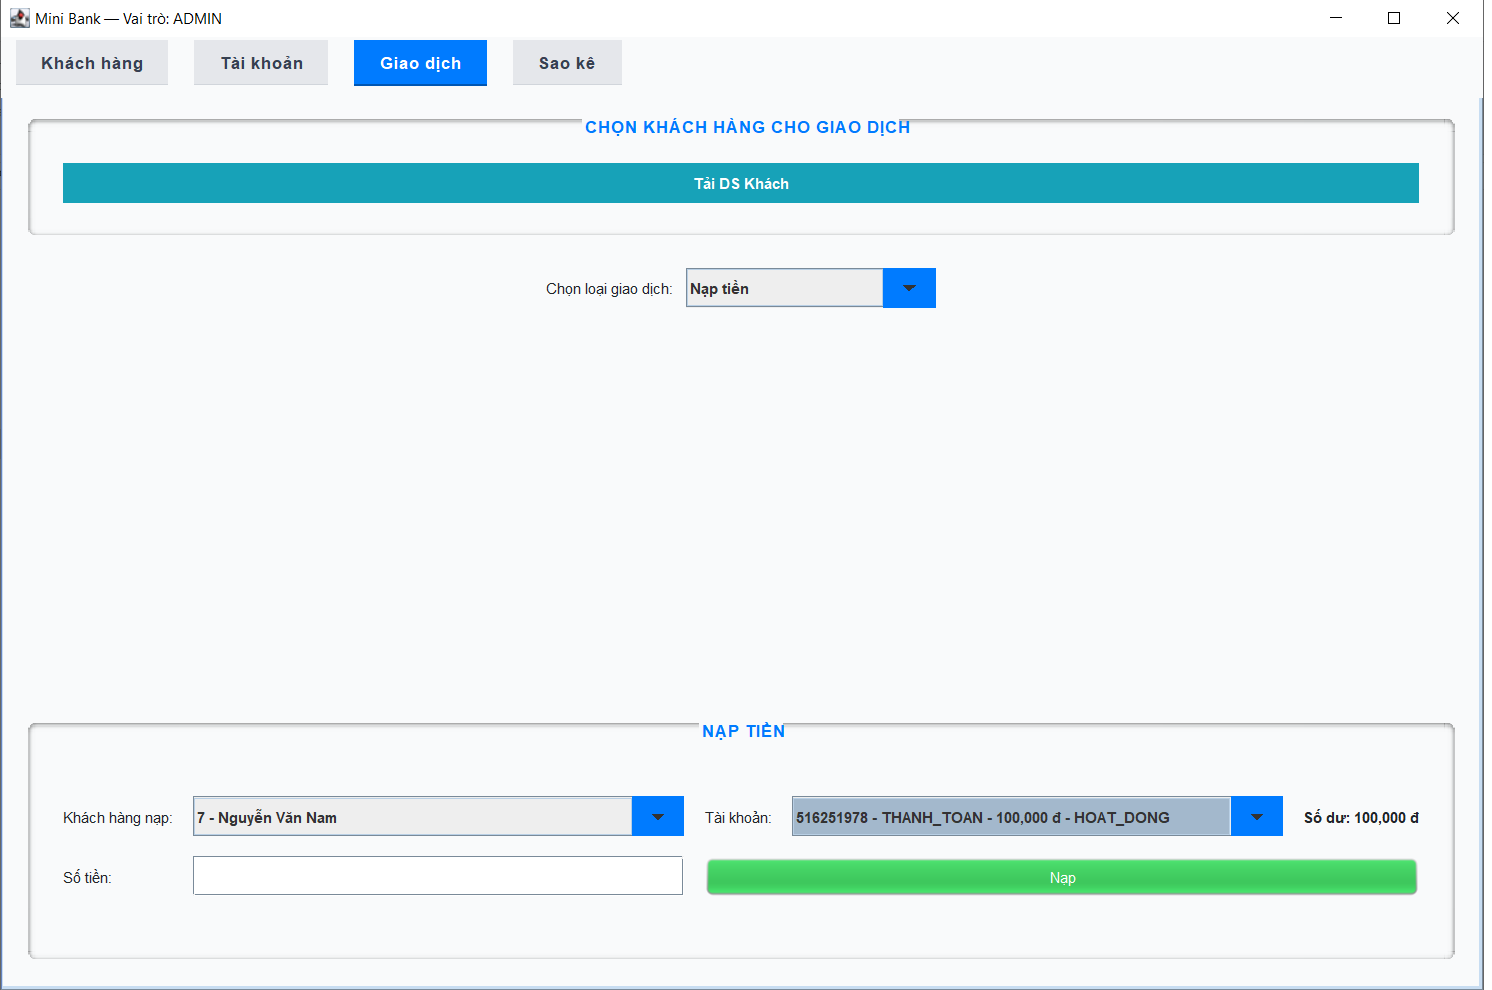 Mini Bank — Vai trò: ADMIN
Khách hàng Tài khoản Giao dịch Sao kê
CHỌN KHÁCH HÀNG CHO GIAO DỊCH
Tải DS Khách
Chọn loại giao dịch: Nạp tiền
NẠP TIỀN
Khách hàng nạp: 7 - Nguyễn Văn Nam Tài khoản: 516251978 - THANH_TOAN - 100,000 đ - HOAT_DONG Số dư: 100,000 đ
Số tiền: Nạp